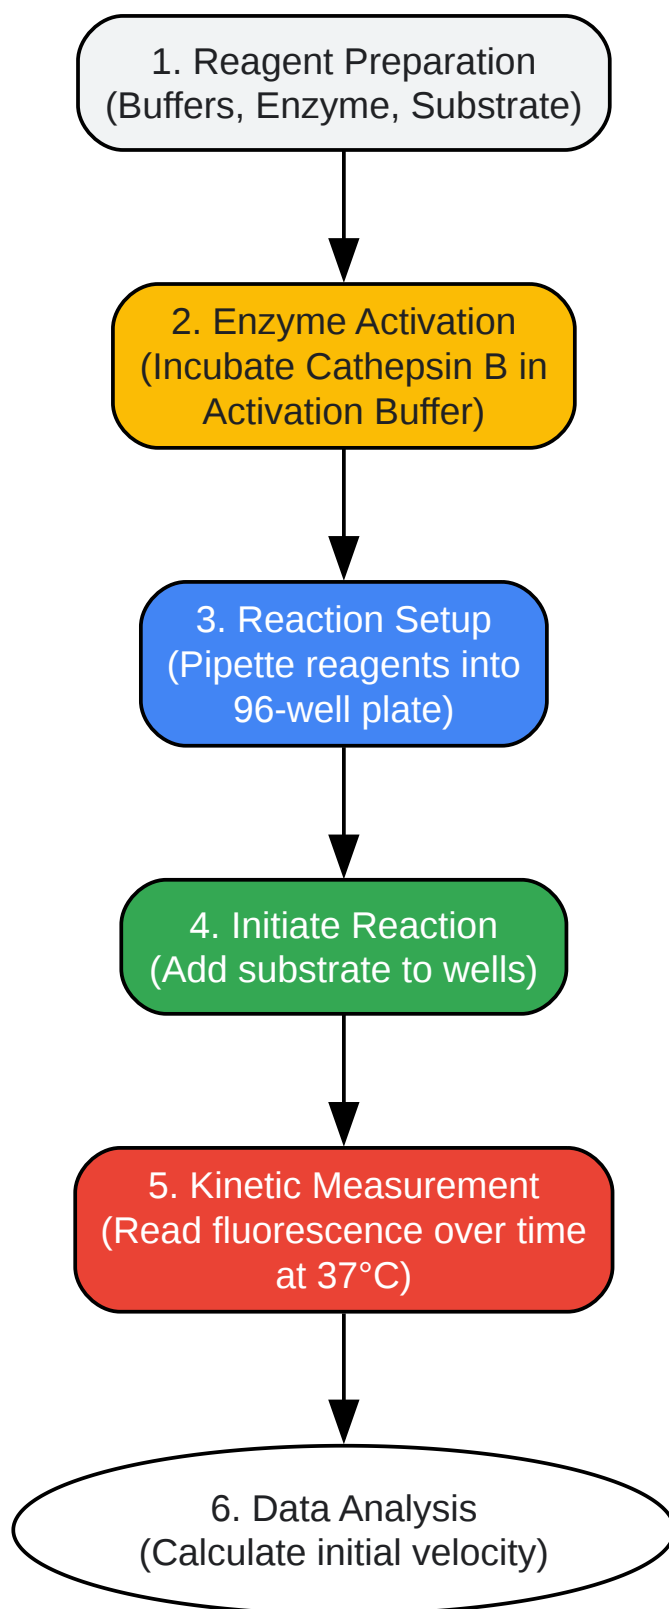 1. Reagent Preparation
(Buffers, Enzyme, Substrate)
2. Enzyme Activation
(Incubate Cathepsin B in
Activation Buffer)
3. Reaction Setup
(Pipette reagents into
96-well plate)
4. Initiate Reaction
(Add substrate to wells)
5. Kinetic Measurement
(Read fluorescence over time
at 37°C)
6. Data Analysis
(Calculate initial velocity)